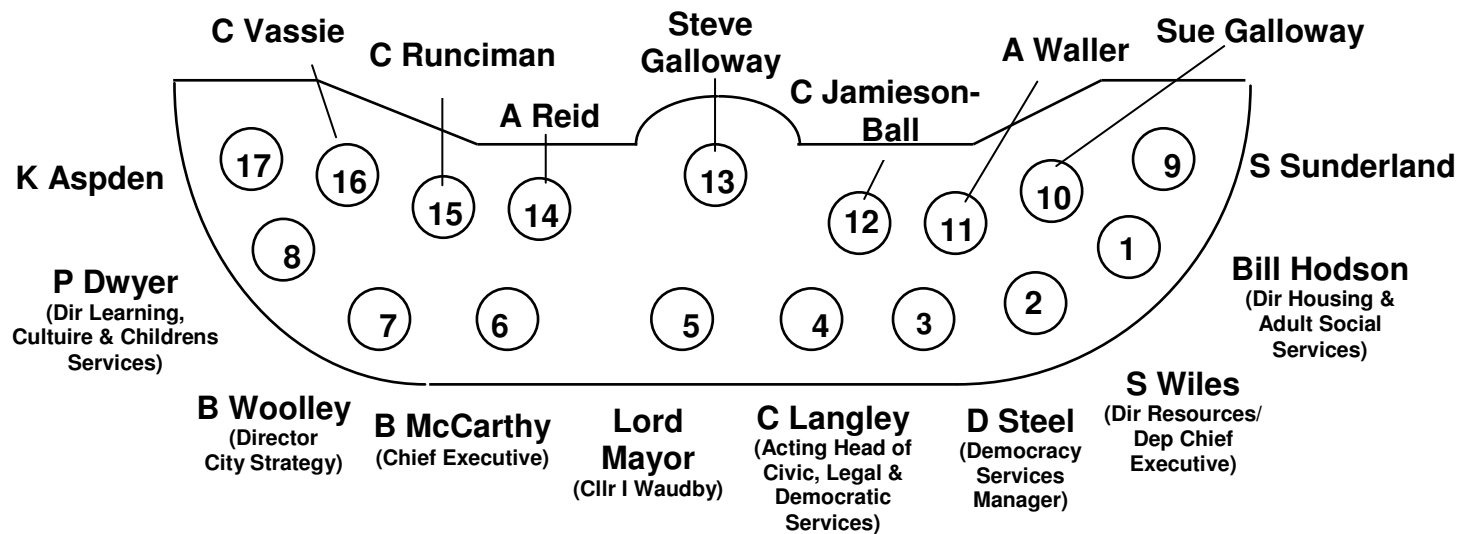 C Vassie
C Runciman
Steve
Galloway
A Waller
Sue Galloway
A Reid
C Jamieson-
Ball
K Aspden
17
16
15
14
13
12
11
10
9
S Sunderland
8
7
6
5
4
3
2
1
P Dwyer
(Dir Learning,
Cultuire & Childrens
Services)
Bill Hodson
(Dir Housing &
Adult Social
Services)
B Woolley
(Director
City Strategy)
B McCarthy
(Chief Executive)
Lord
Mayor
(Cllr I Waudby)
C Langley
(Acting Head of
Civic, Legal &
Democratic
Services)
D Steel
(Democracy
Services
Manager)
S Wiles
(Dir Resources/
Dep Chief
Executive)